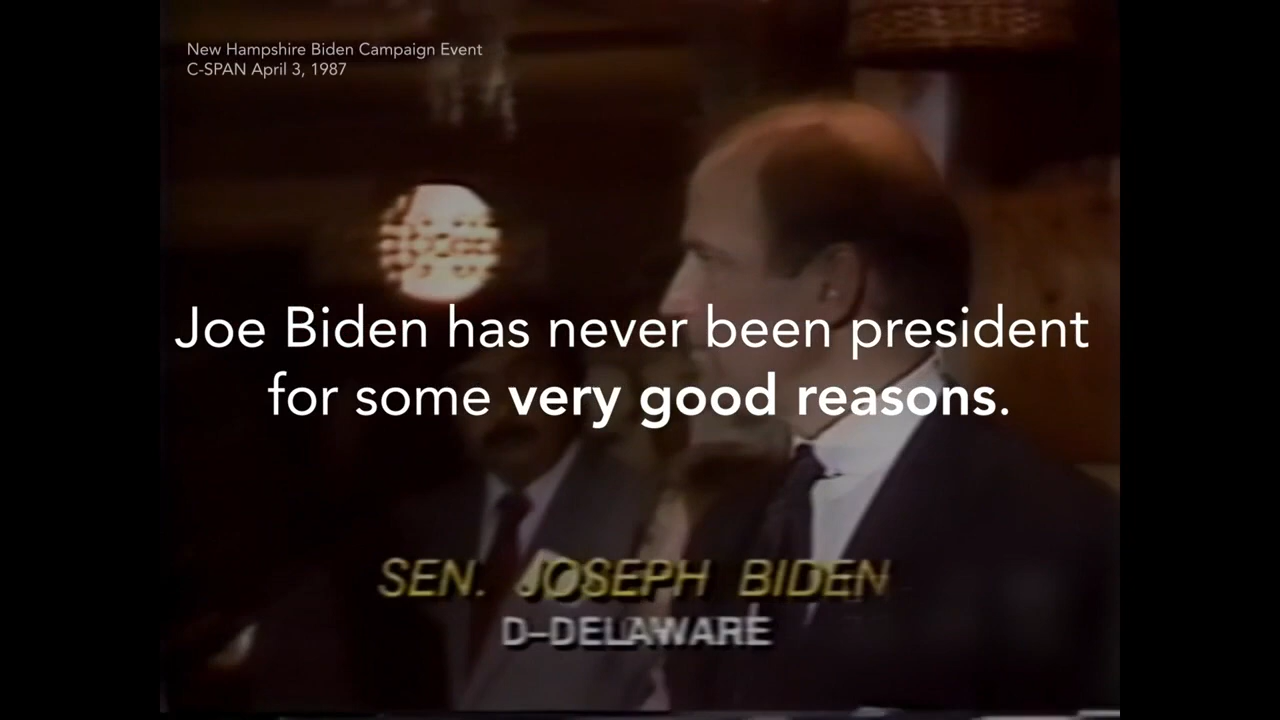 New Hampshire Biden Campaign Event
C-SPAN April 3, 1987
Joe Biden has never been president
for some very good reasons.
SEN. JOSEPH BIDEN
D-DELAWARE